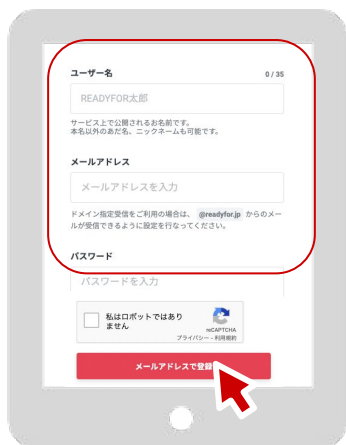 ユーザー名 0 / 35
READYFOR太郎
サービス上で公開されるお名前です。
本名以外のあだ名、ニックネームも可能です。
メールアドレス
メールアドレスを入力
ドメイン指定受信をご利用の場合は、 @readyfor.jp からのメー
ルが受信できるように設定を行なってください。
パスワード
パスワードを入力
私はロボットではあり
ません
reCAPTCHA
プライバシー - 利用規約
メールアドレスで登録